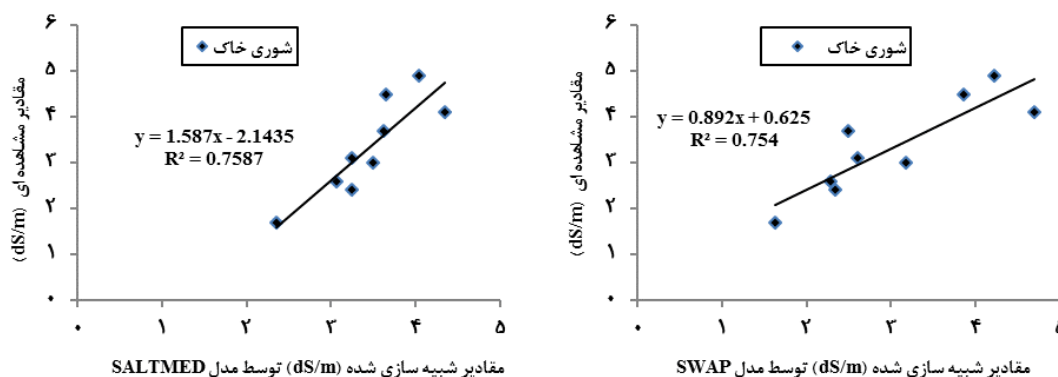 شوری خاک
y = 1.587x - 2.1435
R² = 0.7587
مقادیر مشاهده ای (dS/m)
۶
۵
۴
۳
۲
۱
۰
۰ ۱ ۲ ۳ ۴ ۵
مقادیر شبیه سازی شده (dS/m) توسط مدل SALTMED
شوری خاک
y = 0.892x + 0.625
R² = 0.754
مقادیر مشاهده ای (dS/m)
۶
۵
۴
۳
۲
۱
۰
۰ ۱ ۲ ۳ ۴ ۵
مقادیر شبیه سازی شده (dS/m) توسط مدل SWAP